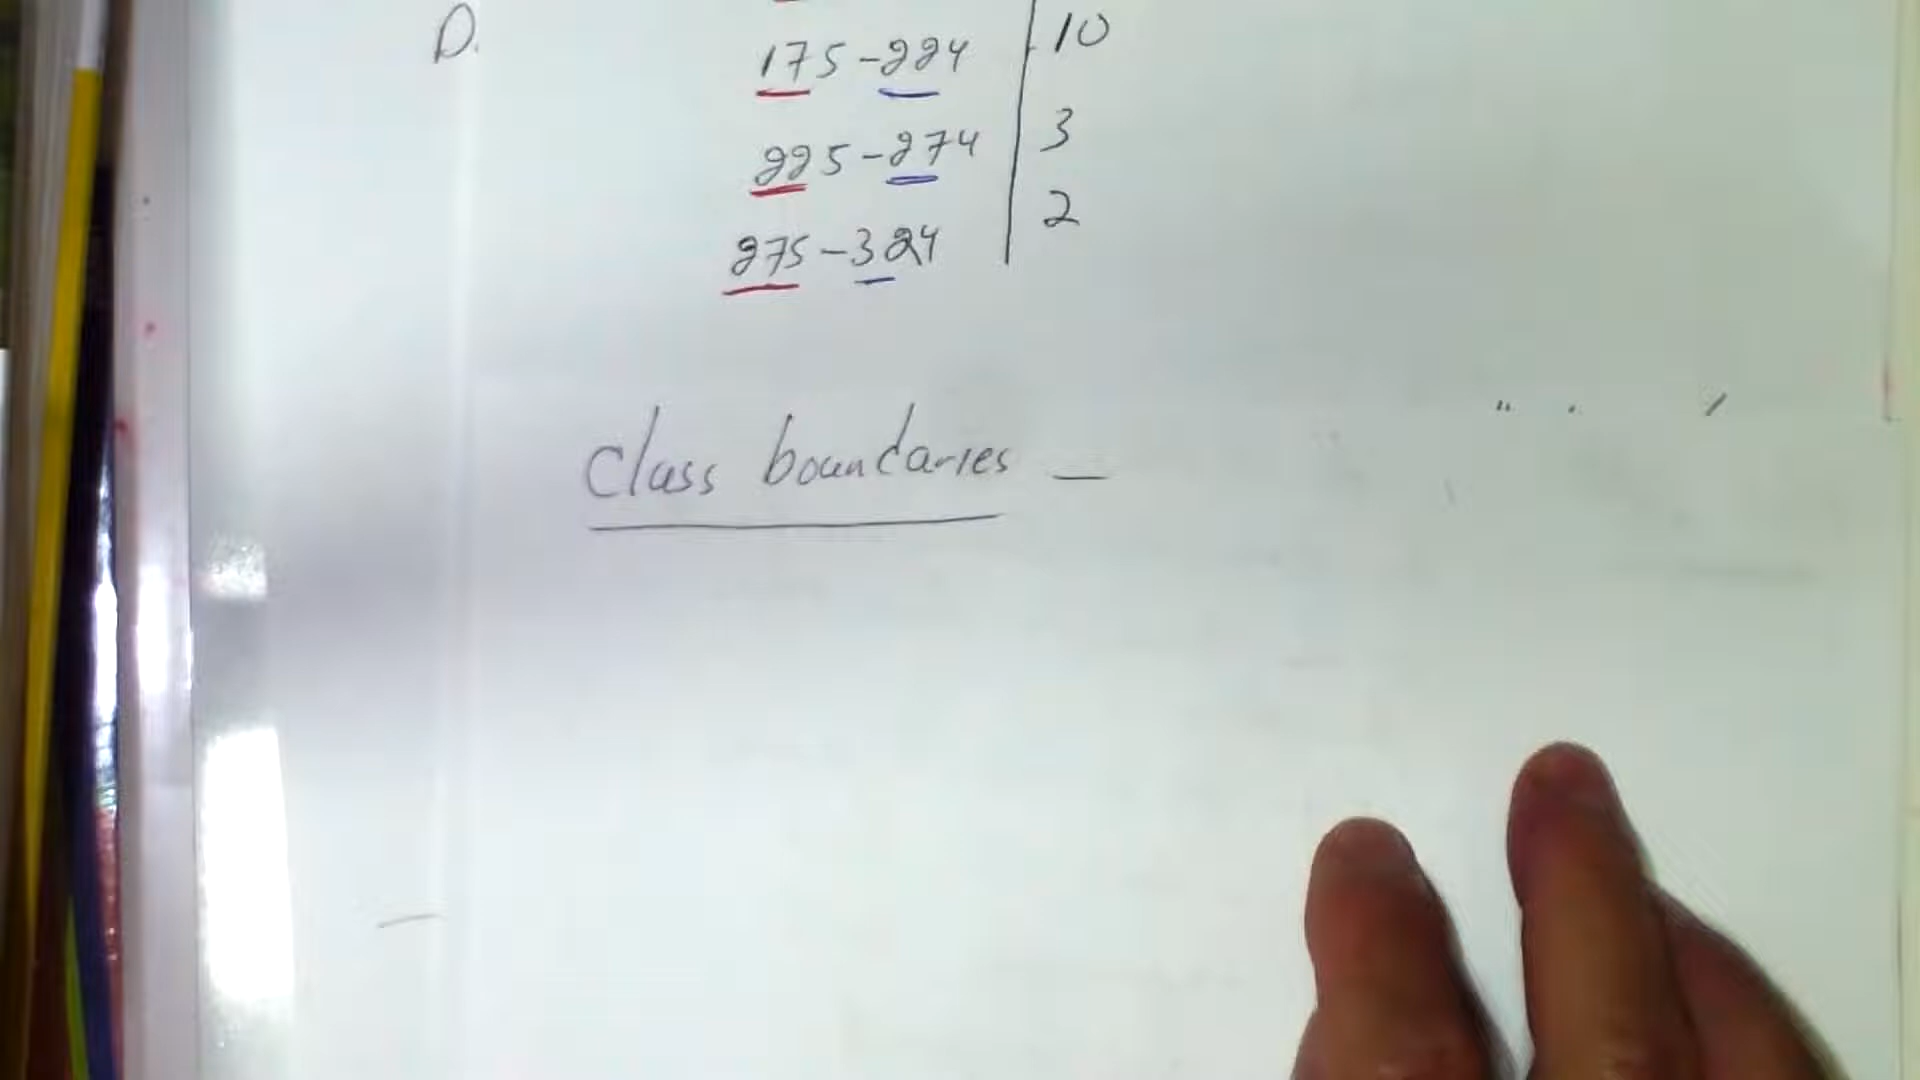 D.
175-224 | 10
225-274 | 3
275-324 | 2
Class boundaries -